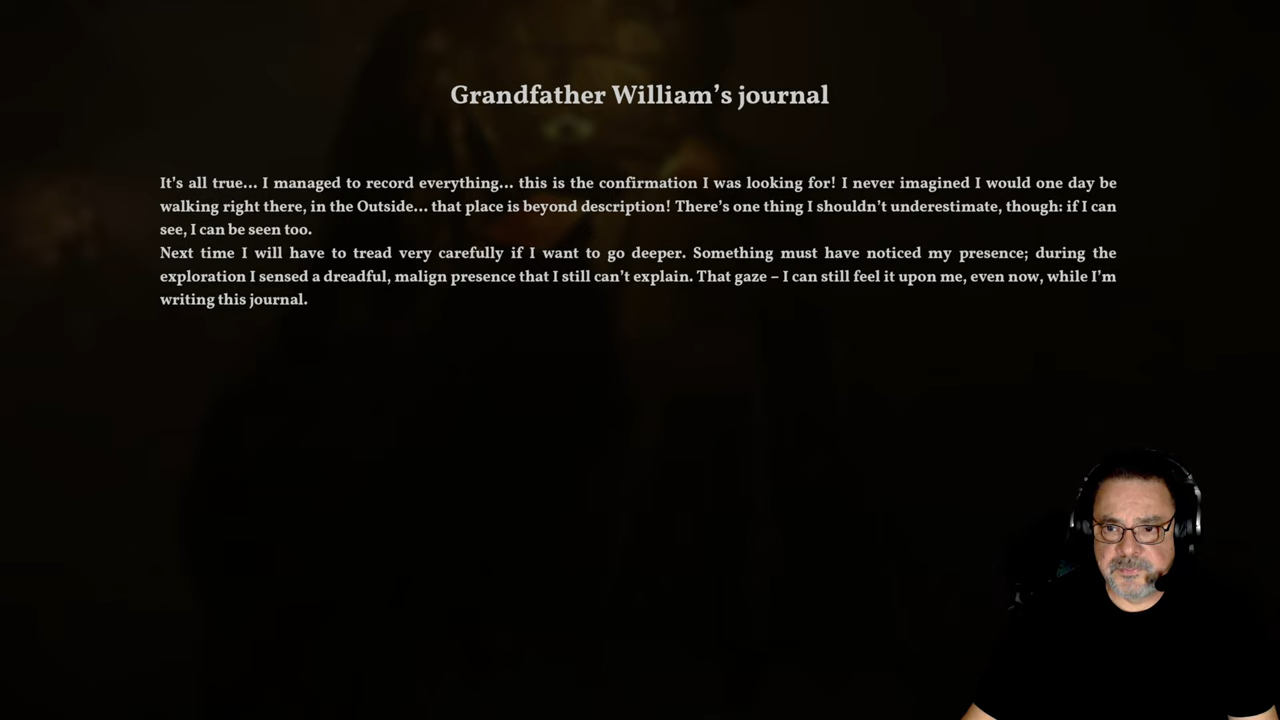 Grandfather William’s journal
It’s all true... I managed to record everything... this is the confirmation I was looking for! I never imagined I would one day be
walking right there, in the Outside... that place is beyond description! There’s one thing I shouldn’t underestimate, though: if I can
see, I can be seen too.
Next time I will have to tread very carefully if I want to go deeper. Something must have noticed my presence; during the
exploration I sensed a dreadful, malign presence that I still can’t explain. That gaze – I can still feel it upon me, even now, while I’m
writing this journal.